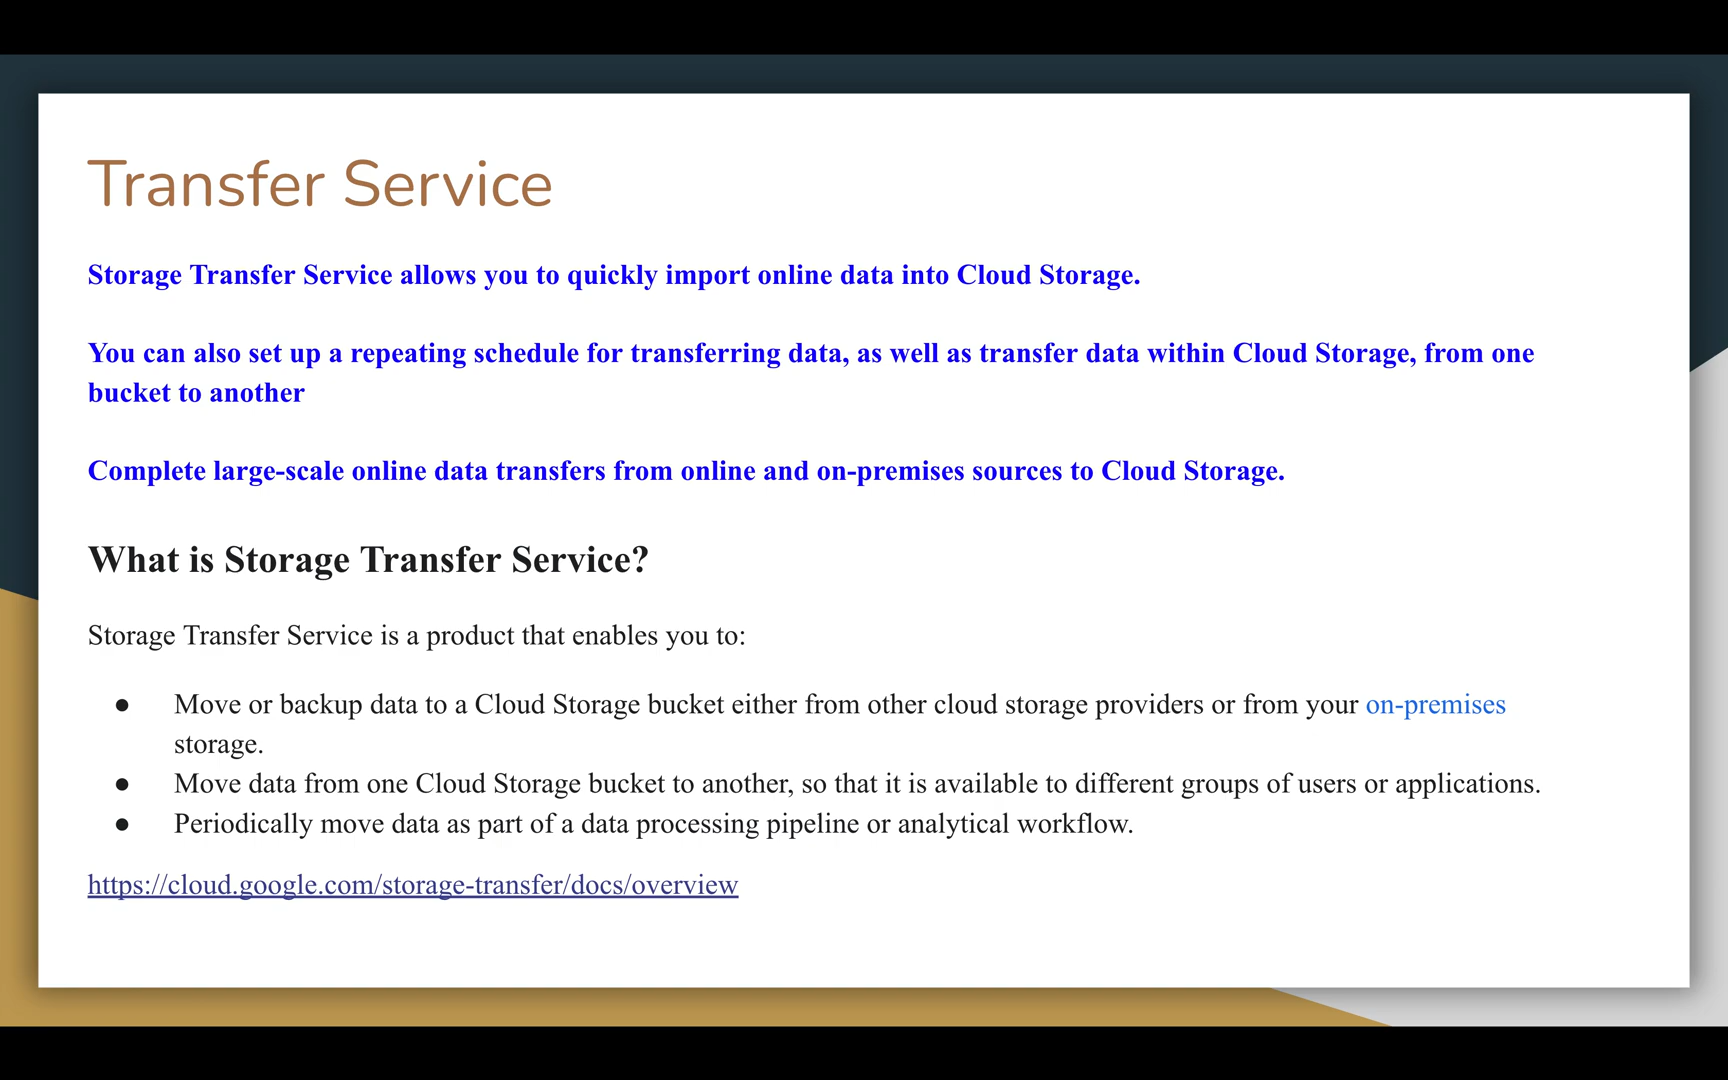 Transfer Service
Storage Transfer Service allows you to quickly import online data into Cloud Storage.
You can also set up a repeating schedule for transferring data, as well as transfer data within Cloud Storage, from one
bucket to another
Complete large-scale online data transfers from online and on-premises sources to Cloud Storage.
What is Storage Transfer Service?
Storage Transfer Service is a product that enables you to:
● Move or backup data to a Cloud Storage bucket either from other cloud storage providers or from your on-premises
storage.
● Move data from one Cloud Storage bucket to another, so that it is available to different groups of users or applications.
● Periodically move data as part of a data processing pipeline or analytical workflow.
https://cloud.google.com/storage-transfer/docs/overview